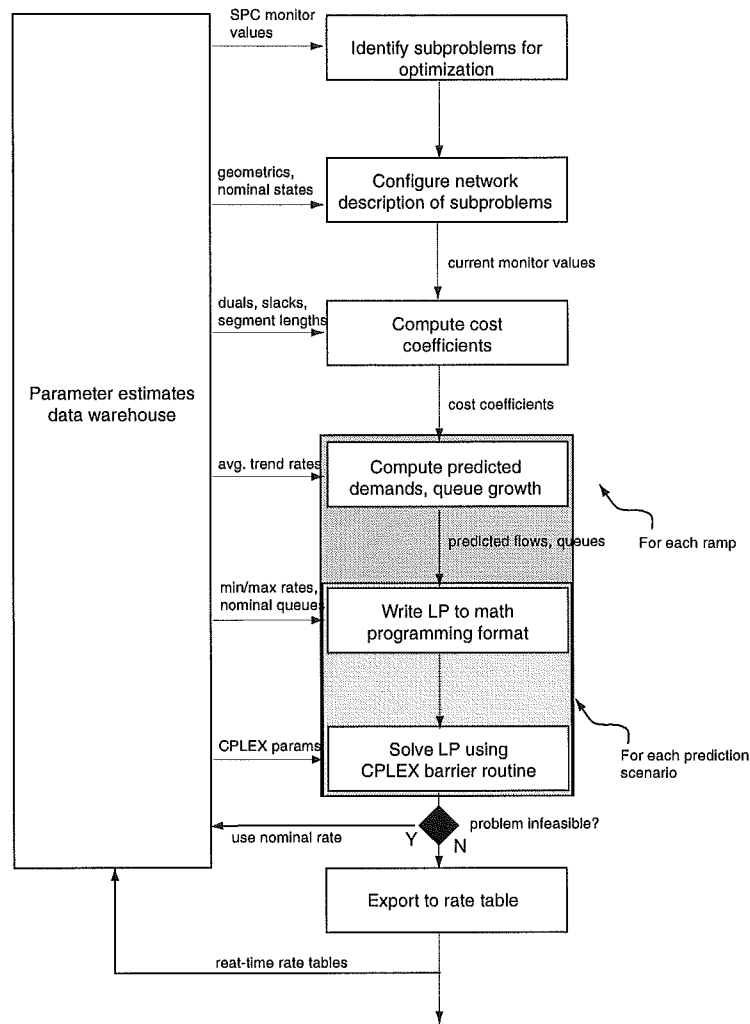 SPC monitor
values
Identify subproblems for
optimization
geometrics,
nominal states
Configure network
description of subproblems
current monitor values
duals, slacks,
segment lengths
Compute cost
coefficients
Parameter estimates
data warehouse
cost coefficients
avg. trend rates
Compute predicted
demands, queue growth
predicted flows, queues
For each ramp
min/max rates,
nominal queues
Write LP to math
programming format
CPLEX params
Solve LP using
CPLEX barrier routine
For each prediction
scenario
problem infeasible?
use nominal rate
Y
N
Export to rate table
reat-time rate tables